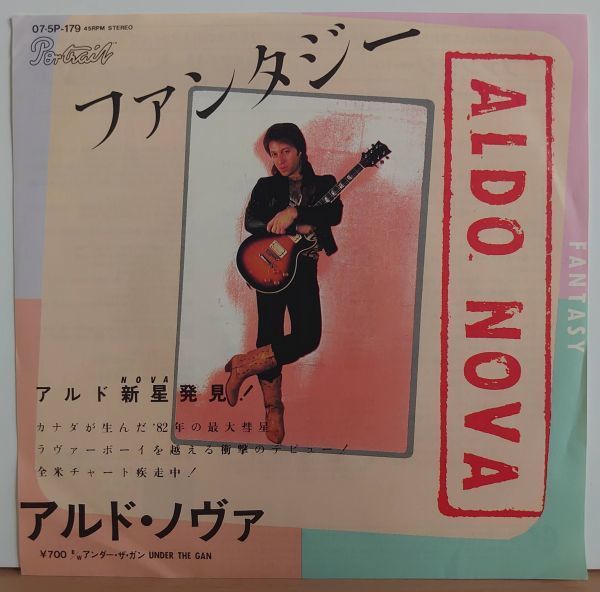 07·5P-179 45RPM STEREO
Portrait
ファンタジー
ALDO NOVA
FANTASY
NOVA
アルド新星発見!
カナダが生んだ'82年の最大彗星
ラヴァーボーイを越える衝撃のデビュー!
全米チャート疾走中!
アルド・ノヴァ
¥700 B/W アンダー・ザ・ガン UNDER THE GAN